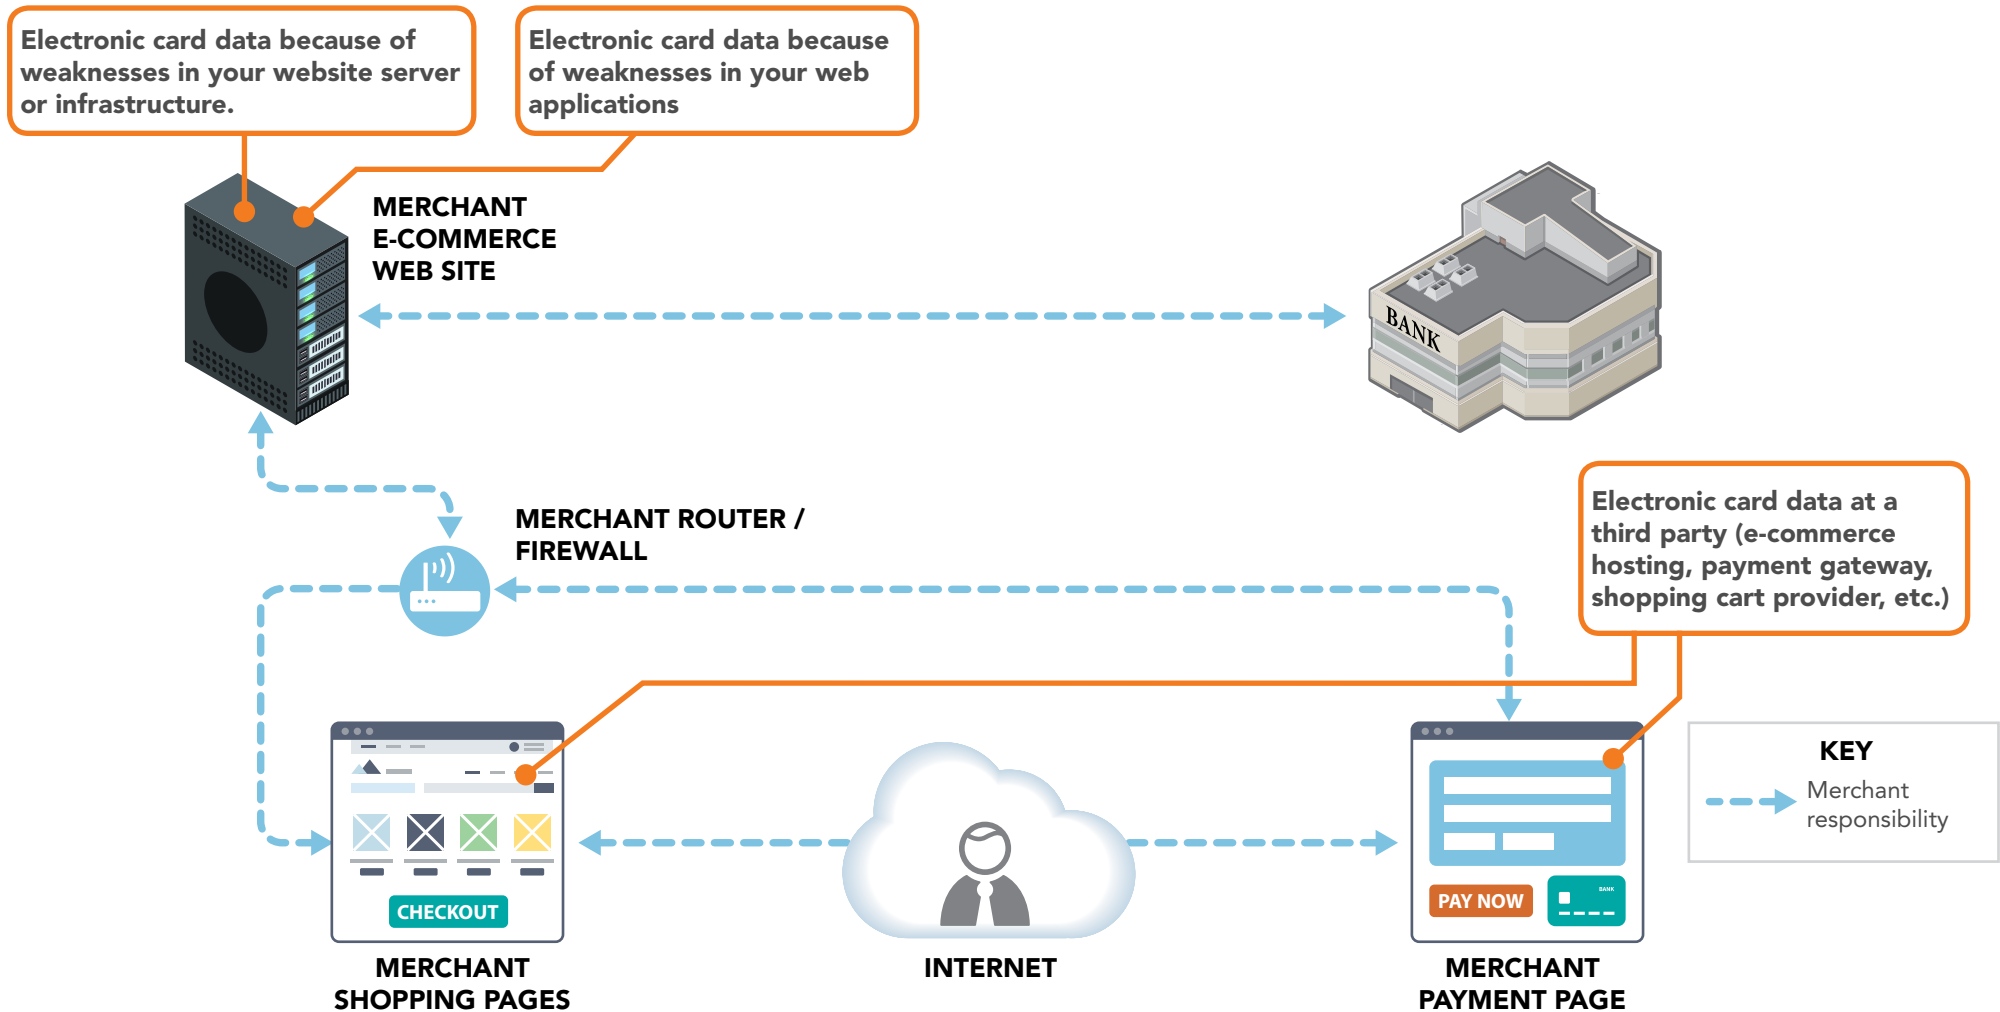 Electronic card data because of
weaknesses in your website server
or infrastructure.
Electronic card data because
of weaknesses in your web
applications
MERCHANT
E-COMMERCE
WEB SITE
BANK
Electronic card data at a
third party (e-commerce
hosting, payment gateway,
shopping cart provider, etc.)
MERCHANT ROUTER /
FIREWALL
KEY
Merchant
responsibility
CHECKOUT
PAY NOW
BANK
MERCHANT
SHOPPING PAGES
INTERNET
MERCHANT
PAYMENT PAGE